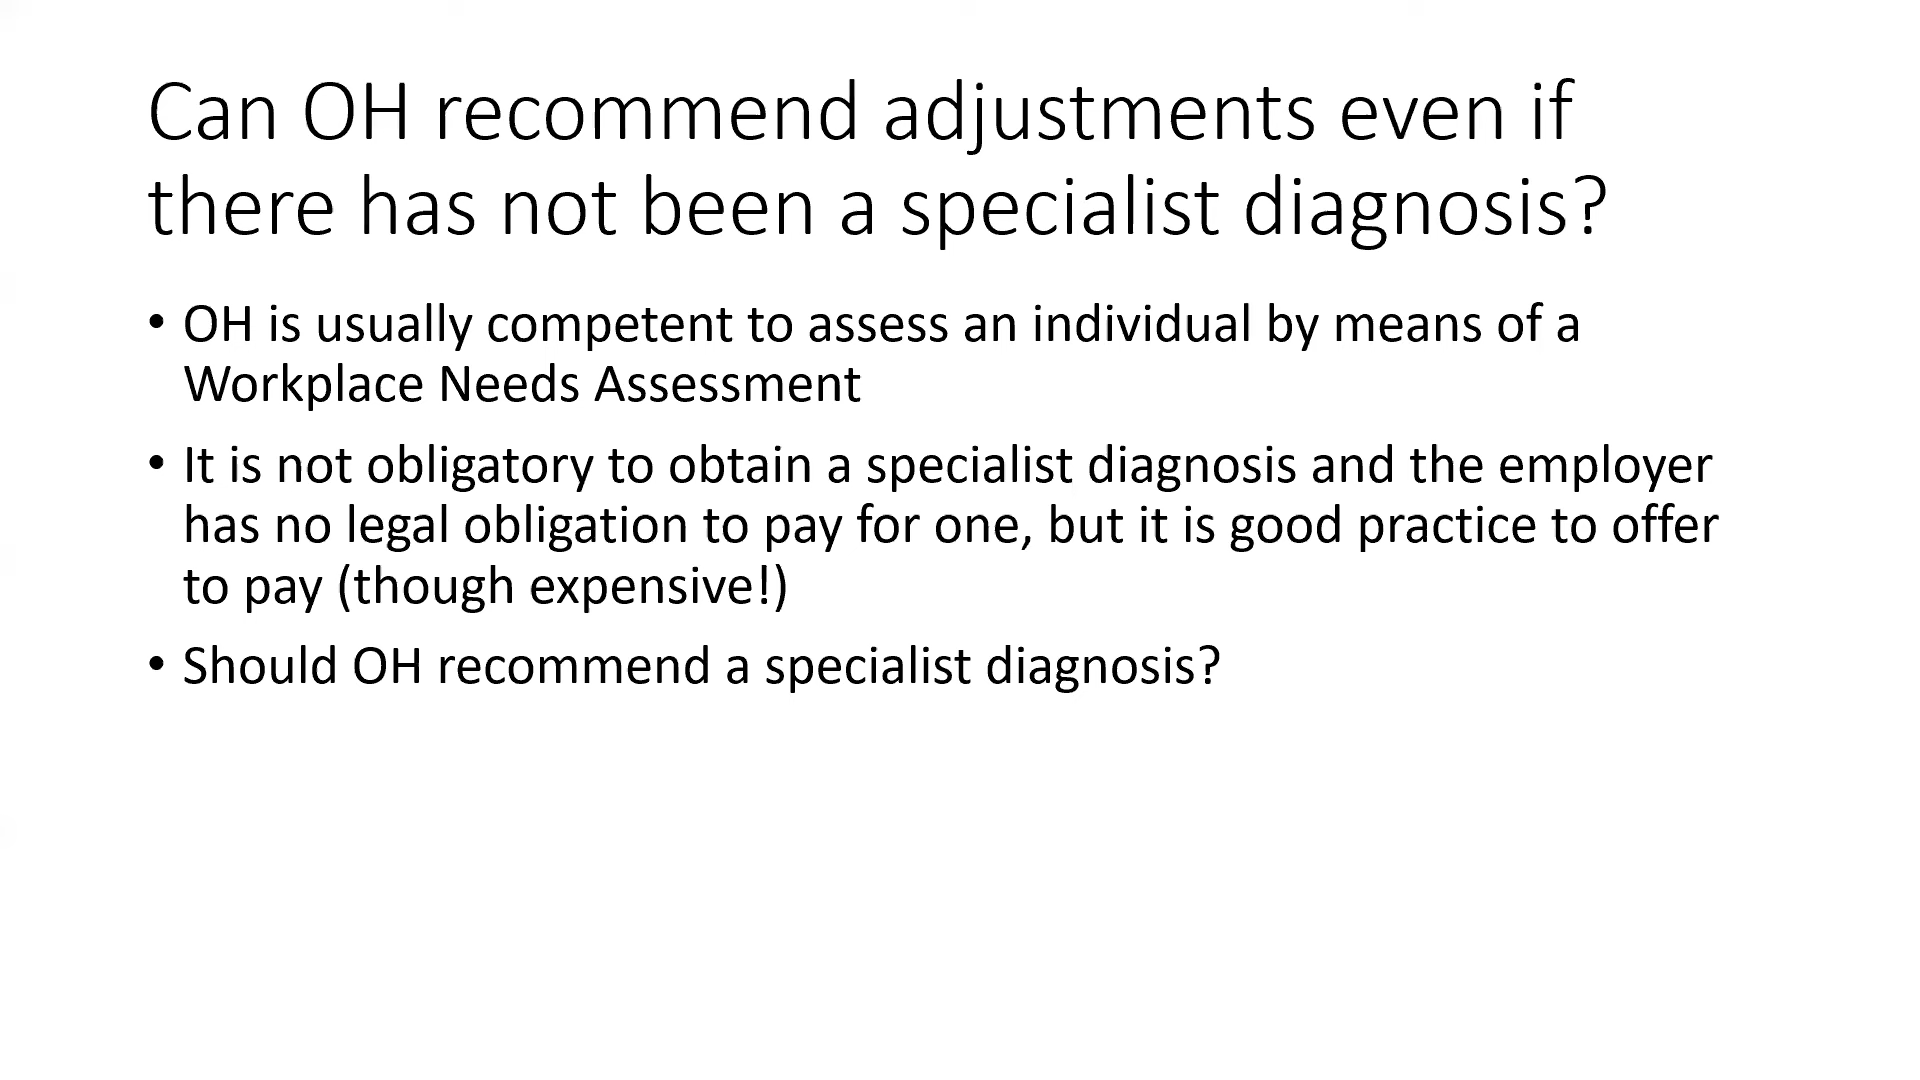 Can OH recommend adjustments even if
there has not been a specialist diagnosis?
• OH is usually competent to assess an individual by means of a
Workplace Needs Assessment
• It is not obligatory to obtain a specialist diagnosis and the employer
has no legal obligation to pay for one, but it is good practice to offer
to pay (though expensive!)
• Should OH recommend a specialist diagnosis?